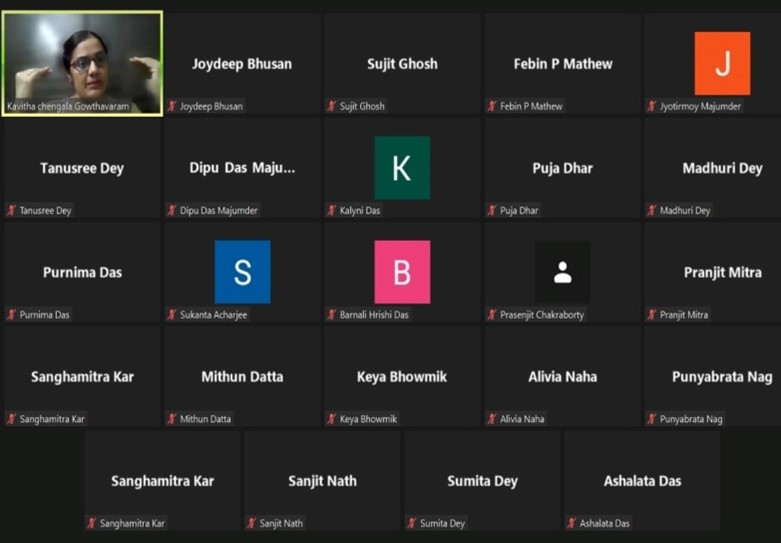 Kavitha chengala Gowthavaram
Joydeep Bhusan
Joydeep Bhusan
Sujit Ghosh
Sujit Ghosh
Febin P Mathew
Febin P Mathew
J
Jyotirmoy Majumder
Tanusree Dey
Tanusree Dey
Dipu Das Maju...
Dipu Das Majumder
K
Kalyni Das
Puja Dhar
Puja Dhar
Madhuri Dey
Madhuri Dey
Purnima Das
Purnima Das
S
Sukanta Acharjee
B
Barnali Hrishi Das
Prasenjit Chakraborty
Pranjit Mitra
Pranjit Mitra
Sanghamitra Kar
Sanghamitra Kar
Mithun Datta
Mithun Datta
Keya Bhowmik
Keya Bhowmik
Alivia Naha
Alivia Naha
Punyabrata Nag
Punyabrata Nag
Sanghamitra Kar
Sanghamitra Kar
Sanjit Nath
Sanjit Nath
Sumita Dey
Sumita Dey
Ashalata Das
Ashalata Das